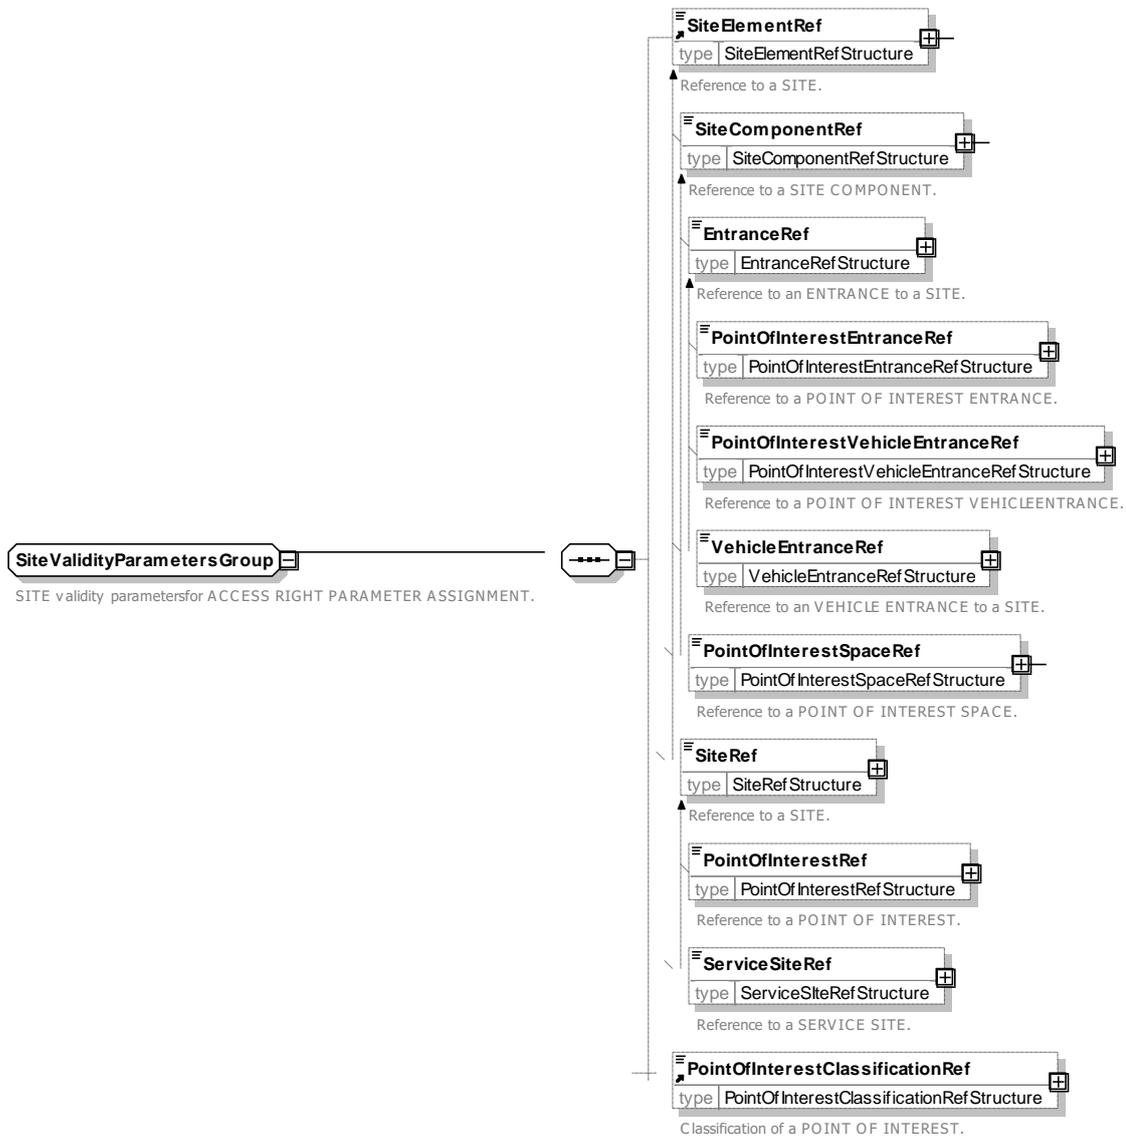 SiteElementRef
type SiteElementRefStructure
Reference to a SITE.
SiteComponentRef
type SiteComponentRefStructure
Reference to a SITE COMPONENT.
EntranceRef
type EntranceRefStructure
Reference to an ENTRANCE to a SITE.
PointOfInterestEntranceRef
type PointOfInterestEntranceRefStructure
Reference to a POINT OF INTEREST ENTRANCE.
PointOfInterestVehicleEntranceRef
type PointOfInterestVehicleEntranceRefStructure
Reference to a POINT OF INTEREST VEHICLEENTRANCE.
SiteValidityParametersGroup
SITE validity parametersfor ACCESS RIGHT PARAMETER ASSIGNMENT.
VehicleEntranceRef
type VehicleEntranceRefStructure
Reference to an VEHICLE ENTRANCE to a SITE.
PointOfInterestSpaceRef
type PointOfInterestSpaceRefStructure
Reference to a POINT OF INTEREST SPACE.
SiteRef
type SiteRefStructure
Reference to a SITE.
PointOfInterestRef
type PointOfInterestRefStructure
Reference to a POINT OF INTEREST.
ServiceSiteRef
type ServiceSIteRefStructure
Reference to a SERVICE SITE.
PointOfInterestClassificationRef
type PointOfInterestClassificationRefStructure
Classification of a POINT OF INTEREST.